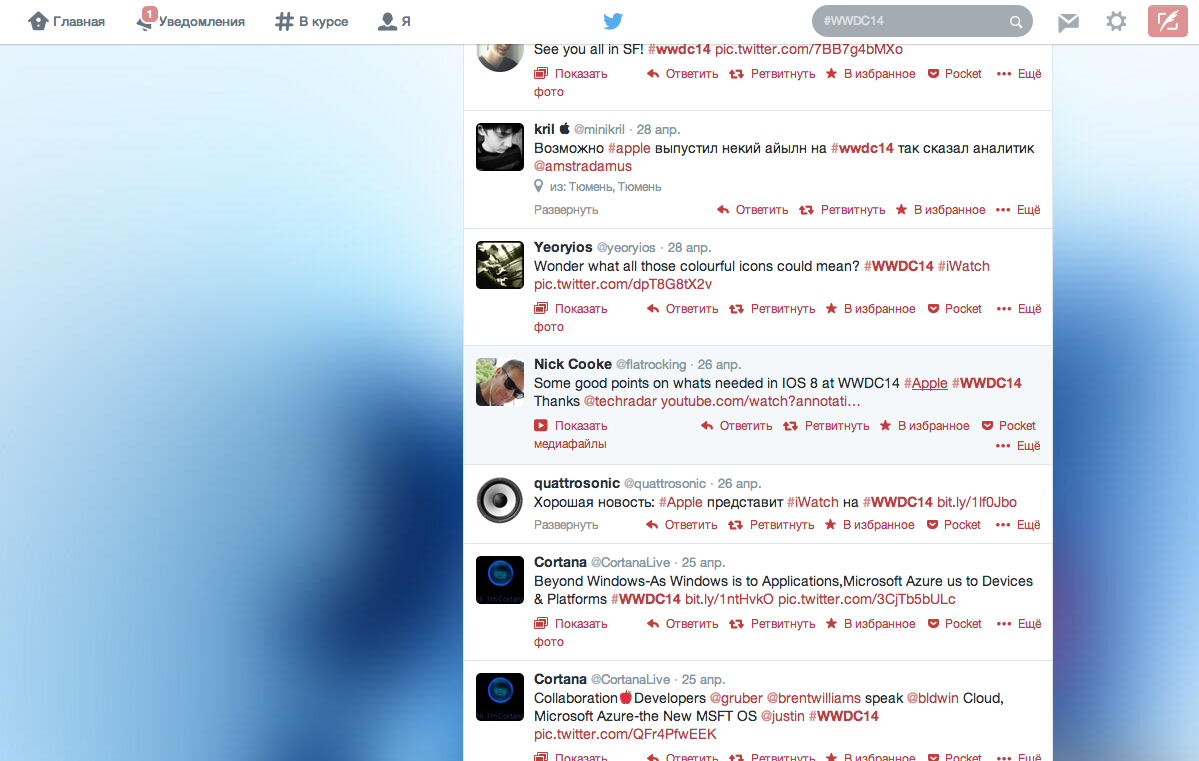 Главная 1 Уведомления В курсе Я #WWDC14
See you all in SF! #wwdc14 pic.twitter.com/7BB7g4bMXo
Показать фото Ответить Ретвитнуть В избранное Pocket Ещё
kril @minikril · 28 апр.
Возможно #apple выпустил некий айылн на #wwdc14 так сказал аналитик
@amstradamus
из: Тюмень, Тюмень
Развернуть Ответить Ретвитнуть В избранное Ещё
Yeoryios @yeoryios · 28 апр.
Wonder what all those colourful icons could mean? #WWDC14 #iWatch
pic.twitter.com/dpT8G8tX2v
Показать фото Ответить Ретвитнуть В избранное Pocket Ещё
Nick Cooke @flatrocking · 26 апр.
Some good points on whats needed in IOS 8 at WWDC14 #Apple #WWDC14
Thanks @techradar youtube.com/watch?annotati…
Показать медиафайлы Ответить Ретвитнуть В избранное Pocket
Ещё
quattrosonic @quattrosonic · 26 апр.
Хорошая новость: #Apple представит #iWatch на #WWDC14 bit.ly/1lf0Jbo
Развернуть Ответить Ретвитнуть В избранное Pocket Ещё
Cortana @CortanaLive · 25 апр.
Beyond Windows-As Windows is to Applications,Microsoft Azure us to Devices
& Platforms #WWDC14 bit.ly/1ntHvkO pic.twitter.com/3CjTb5bULc
Показать фото Ответить Ретвитнуть В избранное Pocket Ещё
Cortana @CortanaLive · 25 апр.
Collaboration🍎Developers @gruber @brentwilliams speak @bldwin Cloud,
Microsoft Azure-the New MSFT OS @justin #WWDC14
pic.twitter.com/QFr4PfwEEK
Показать Ответить Ретвитнуть В избранное Pocket Ещё